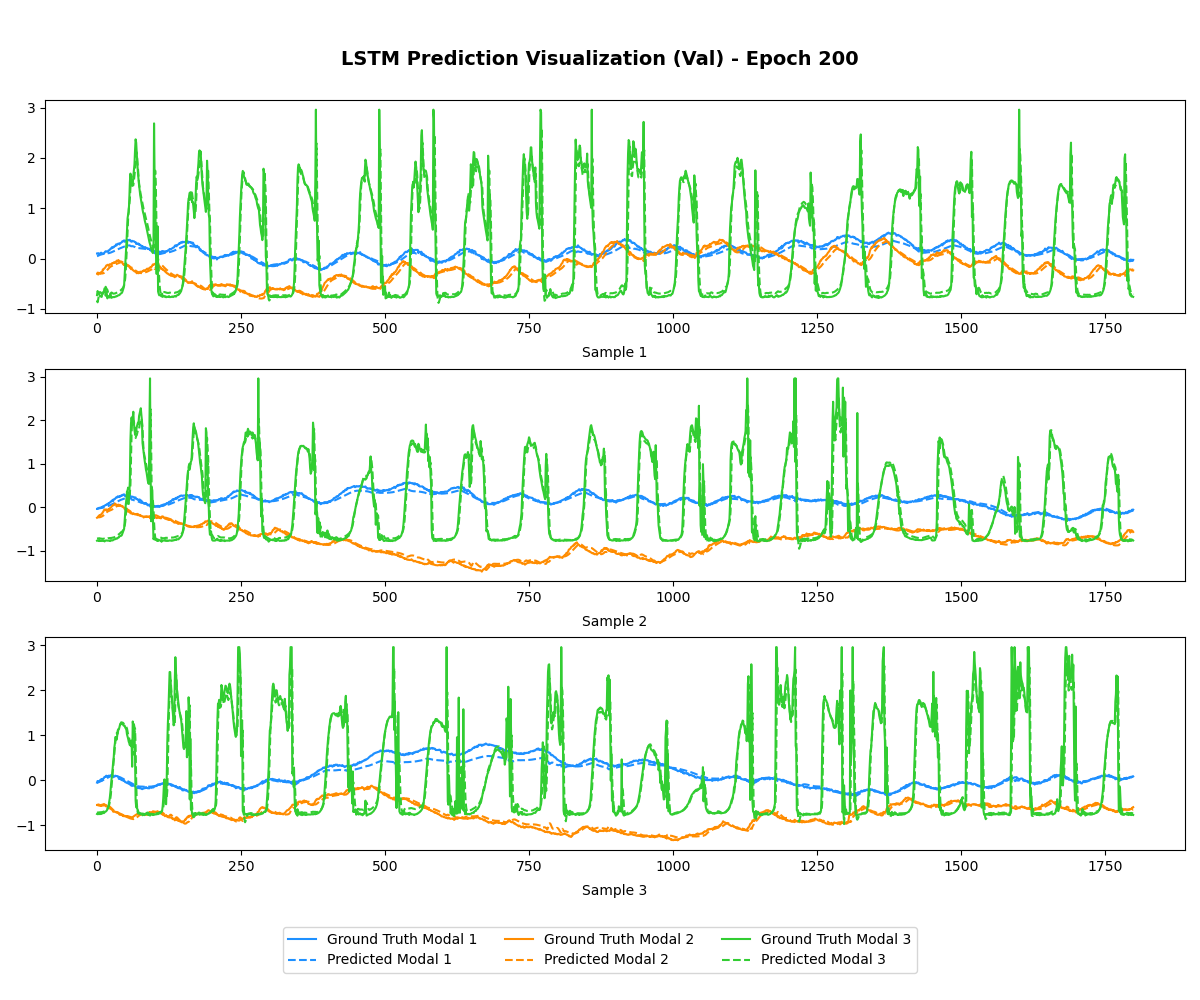 LSTM Prediction Visualization (Val) - Epoch 200
3
2
1
0
−1
0 250 500 750 1000 1250 1500 1750
Sample 1
3
2
1
0
−1
0 250 500 750 1000 1250 1500 1750
Sample 2
3
2
1
0
−1
0 250 500 750 1000 1250 1500 1750
Sample 3
Ground Truth Modal 1 Ground Truth Modal 2 Ground Truth Modal 3
Predicted Modal 1 Predicted Modal 2 Predicted Modal 3